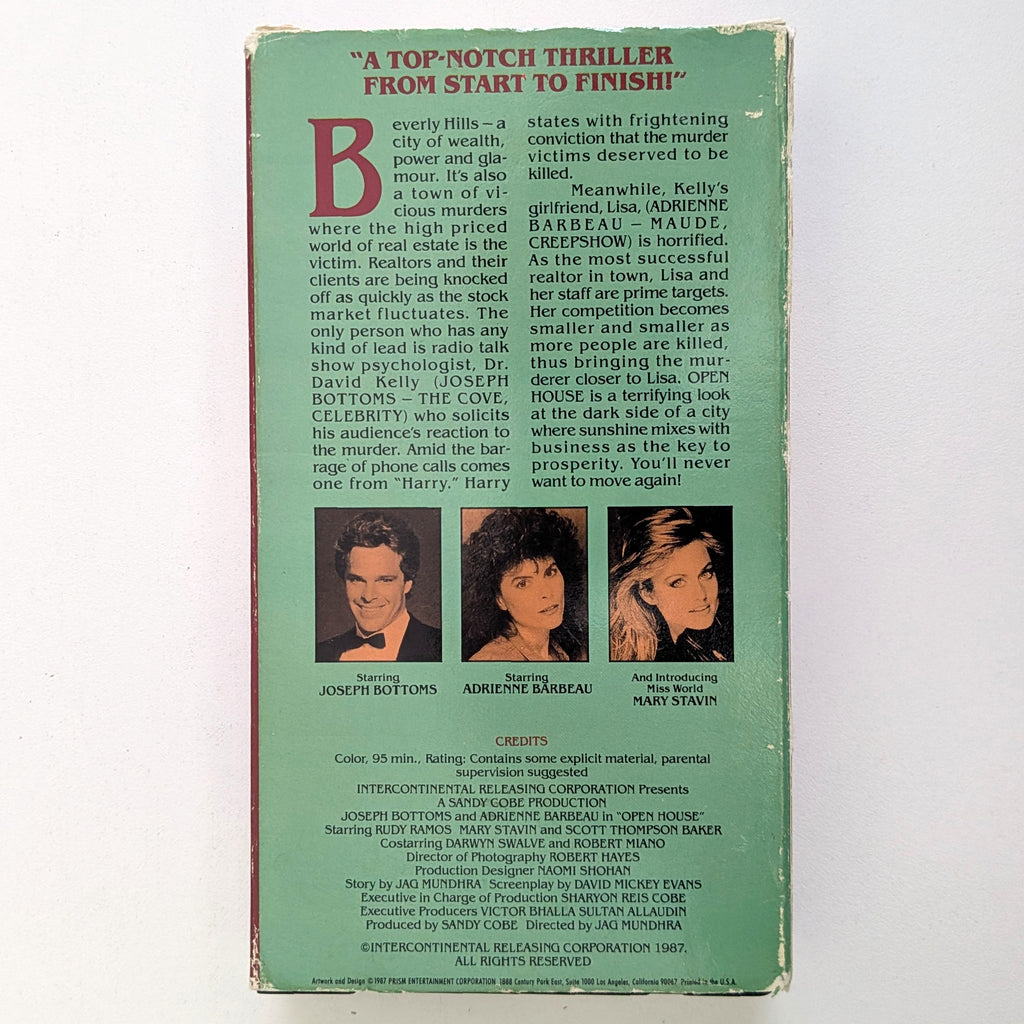 "A TOP-NOTCH THRILLER
FROM START TO FINISH!"
Beverly Hills – a
city of wealth,
power and gla-
mour. It's also
a town of vi-
cious murders
where the high priced
world of real estate is the
victim. Realtors and their
clients are being knocked
off as quickly as the stock
market fluctuates. The
only person who has any
kind of lead is radio talk
show psychologist, Dr.
David Kelly (JOSEPH
BOTTOMS – THE COVE,
CELEBRITY) who solicits
his audience's reaction to
the murder. Amid the bar-
rage of phone calls comes
one from "Harry." Harry
states with frightening
conviction that the murder
victims deserved to be
killed.
Meanwhile, Kelly's
girlfriend, Lisa, (ADRIENNE
BARBEAU – MAUDE,
CREEPSHOW) is horrified.
As the most successful
realtor in town, Lisa and
her staff are prime targets.
Her competition becomes
smaller and smaller as
more people are killed,
thus bringing the mur-
derer closer to Lisa. OPEN
HOUSE is a terrifying look
at the dark side of a city
where sunshine mixes with
business as the key to
prosperity. You'll never
want to move again!
Starring
JOSEPH BOTTOMS
Starring
ADRIENNE BARBEAU
And Introducing
Miss World
MARY STAVIN
CREDITS
Color, 95 min., Rating: Contains some explicit material, parental
supervision suggested
INTERCONTINENTAL RELEASING CORPORATION Presents
A SANDY COBE PRODUCTION
JOSEPH BOTTOMS and ADRIENNE BARBEAU in "OPEN HOUSE"
Starring RUDY RAMOS MARY STAVIN and SCOTT THOMPSON BAKER
Costarring DARWYN SWALVE and ROBERT MIANO
Director of Photography ROBERT HAYES
Production Designer NAOMI SHOHAN
Story by JAG MUNDHRA Screenplay by DAVID MICKEY EVANS
Executive in Charge of Production SHARYON REIS COBE
Executive Producers VICTOR BHALLA SULTAN ALLAUDIN
Produced by SANDY COBE Directed by JAG MUNDHRA
©INTERCONTINENTAL RELEASING CORPORATION 1987.
ALL RIGHTS RESERVED
Artwork and Design ©1987 PRISM ENTERTAINMENT CORPORATION 1888 Century Park East, Suite 1000 Los Angeles, California 90067 Printed in the U.S.A.